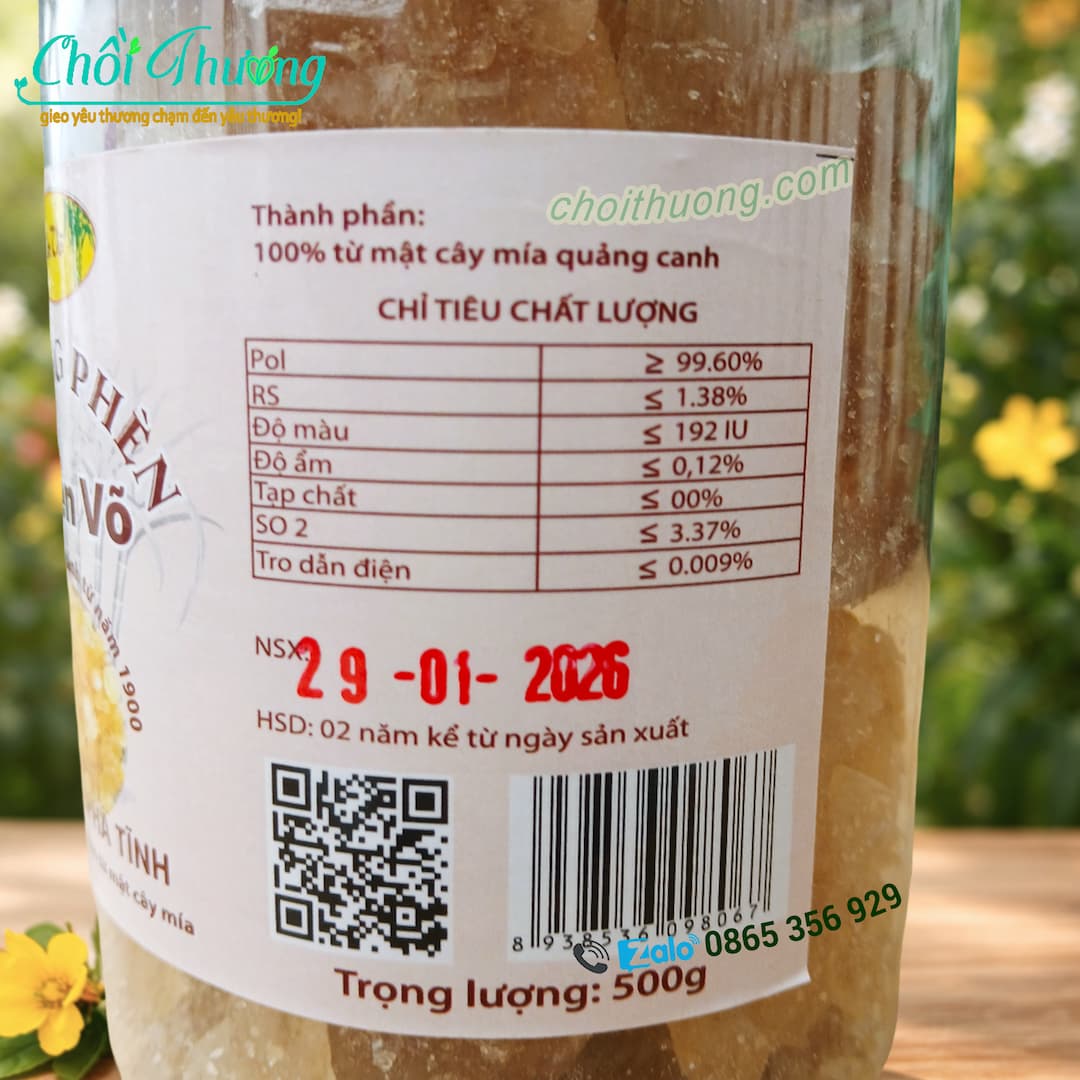 Chồi Thương
gieo yêu thương chạm đến yêu thương!
choithuong.com
Thành phần:
100% từ mật cây mía quảng canh
CHỈ TIÊU CHẤT LƯỢNG
Pol ≥ 99.60%
RS ≤ 1.38%
Độ màu ≤ 192 IU
Độ ẩm ≤ 0,12%
Tạp chất ≤ 00%
SO 2 ≤ 3.37%
Tro dẫn điện ≤ 0.009%
G PHÈN
Võ
từ năm 1900
HÀ TĨNH
mật cây mía
NSX: 29 -01- 2026
HSD: 02 năm kể từ ngày sản xuất
8 938536 098067
Zalo 0865 356 929
Trọng lượng: 500g